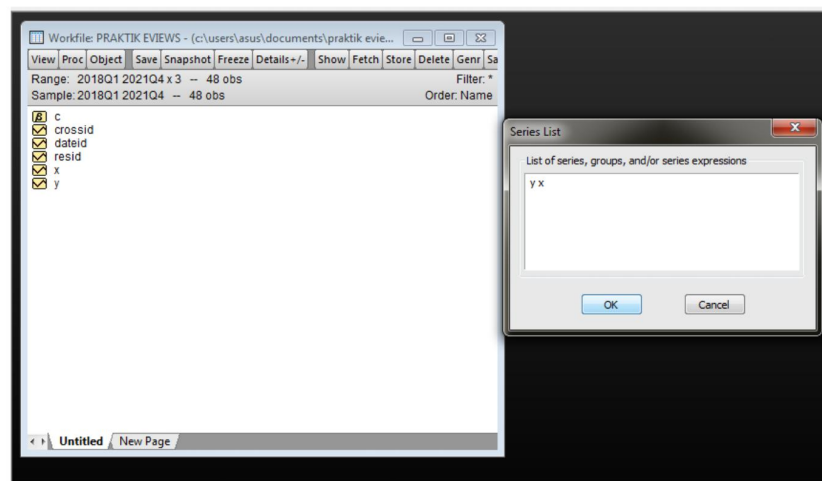 Workfile: PRAKTIK EVIEWS - (c:\users\asus\documents\praktik evie...
View Proc Object Save Snapshot Freeze Details+/- Show Fetch Store Delete Genr Sa
Range: 2018Q1 2021Q4 x 3 -- 48 obs Filter: *
Sample: 2018Q1 2021Q4 -- 48 obs Order: Name
β c
crossid
dateid
resid
x
y
Untitled New Page
Series List
List of series, groups, and/or series expressions
y x
OK Cancel